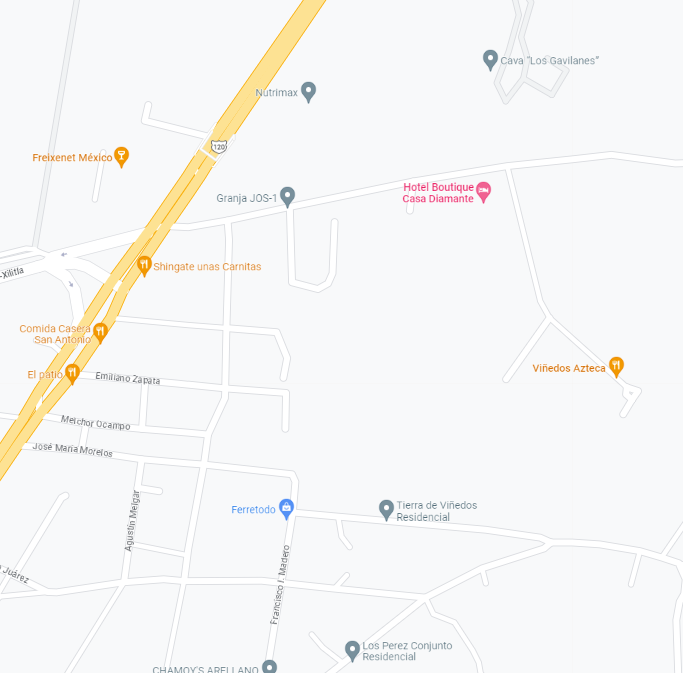 Cava "Los Gavilanes"
Nutrimax
120
Freixenet México
Hotel Boutique
Casa Diamante
Granja JOS-1
-Xilitla
Shingate unas Carnitas
Comida Casera
San Antonio
El patio
Emiliano Zapata
Viñedos Azteca
Melchor Ocampo
José María Morelos
Agustín Melgar
Ferretodo
Tierra de Viñedos
Residencial
Francisco I. Madero
Juárez
Los Perez Conjunto
Residencial
CHAMOY'S ARELLANO